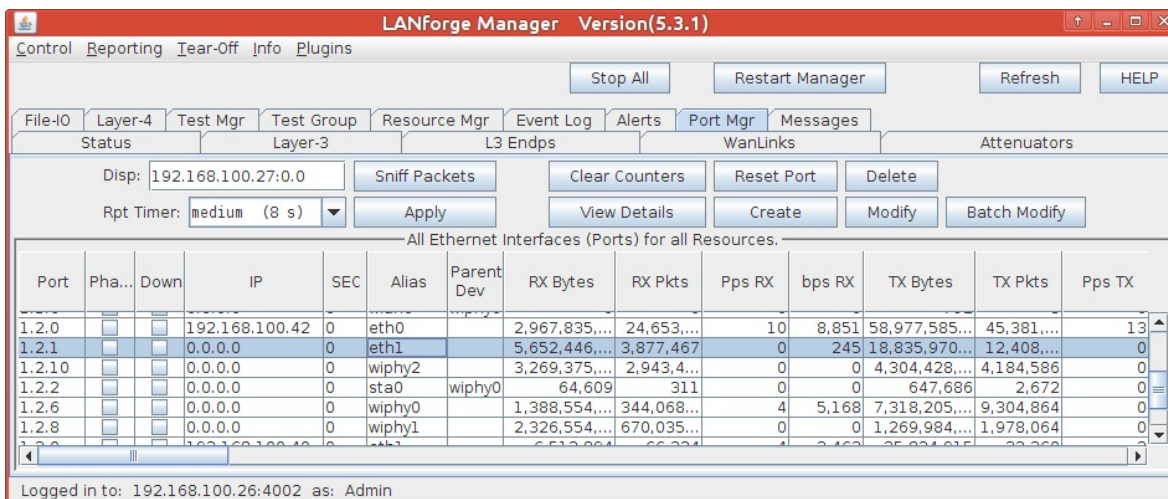 LANforge Manager Version(5.3.1)
Control Reporting Tear-Off Info Plugins
Stop All Restart Manager Refresh HELP
File-IO Layer-4 Test Mgr Test Group Resource Mgr Event Log Alerts Port Mgr Messages
Status Layer-3 L3 Endps WanLinks Attenuators
Disp: 192.168.100.27:0.0 Sniff Packets Clear Counters Reset Port Delete
Rpt Timer: medium (8 s) Apply View Details Create Modify Batch Modify
All Ethernet Interfaces (Ports) for all Resources.
Port Pha... Down IP SEC Alias Parent Dev RX Bytes RX Pkts Pps RX bps RX TX Bytes TX Pkts Pps TX
1.2.0 192.168.100.42 0 eth0 2,967,835,... 24,653,... 10 8,851 58,977,585... 45,381,... 13
1.2.1 0.0.0.0 0 eth1 5,652,446,... 3,877,467 0 245 18,835,970... 12,408,... 0
1.2.10 0.0.0.0 0 wiphy2 3,269,375,... 2,943,4... 0 0 4,304,428,... 4,184,586 0
1.2.2 0.0.0.0 0 sta0 wiphy0 64,609 311 0 0 647,686 2,672 0
1.2.6 0.0.0.0 0 wiphy0 1,388,554,... 344,068... 4 5,168 7,318,205,... 9,304,864 0
1.2.8 0.0.0.0 0 wiphy1 2,326,554,... 670,035... 0 0 1,269,984,... 1,978,064 0
Logged in to: 192.168.100.26:4002 as: Admin